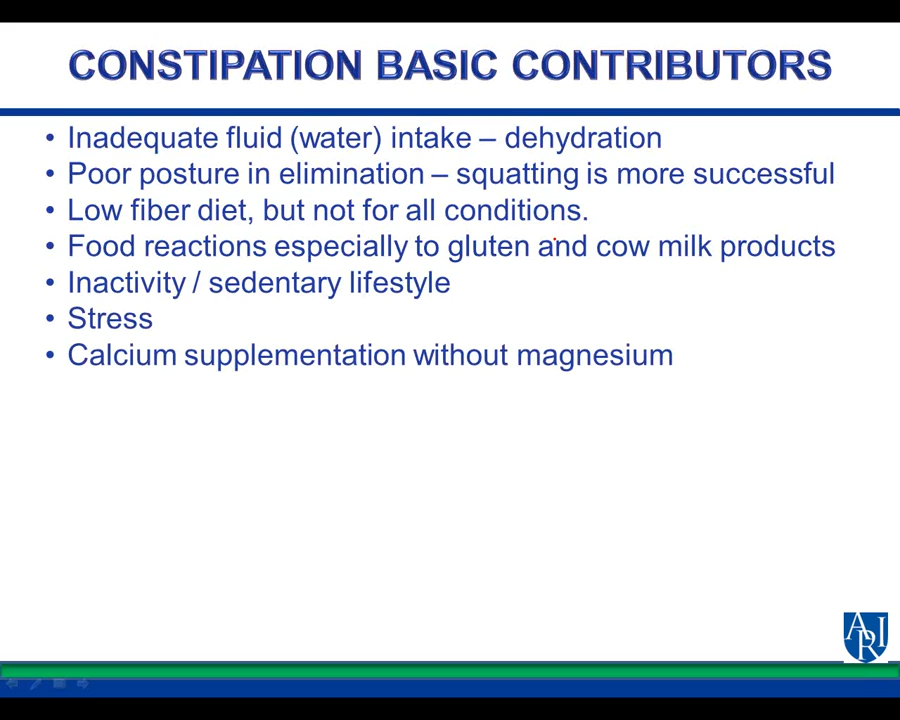 CONSTIPATION BASIC CONTRIBUTORS
• Inadequate fluid (water) intake – dehydration
• Poor posture in elimination – squatting is more successful
• Low fiber diet, but not for all conditions.
• Food reactions especially to gluten and cow milk products
• Inactivity / sedentary lifestyle
• Stress
• Calcium supplementation without magnesium
ARI